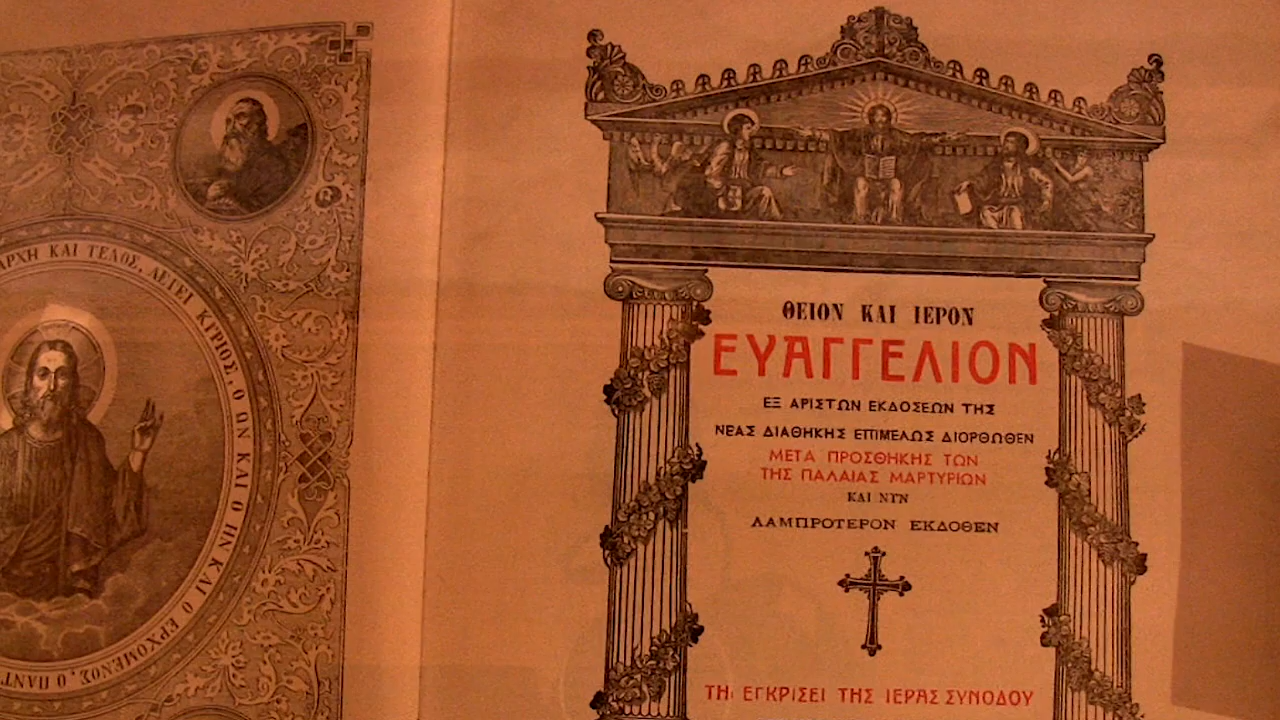 ΑΡΧΗ ΚΑΙ ΤΕΛΟΣ, ΛΕΓΕΙ ΚΥΡΙΟΣ, Ο ΩΝ ΚΑΙ Ο ΗΝ ΚΑΙ Ο ΕΡΧΟΜΕΝΟΣ, Ο ΠΑΝΤ
ΘΕΙΟΝ ΚΑΙ ΙΕΡΟΝ
ΕΥΑΓΓΕΛΙΟΝ
ΕΞ ΑΡΙΣΤΩΝ ΕΚΔΟΣΕΩΝ ΤΗΣ
ΝΕΑΣ ΔΙΑΘΗΚΗΣ ΕΠΙΜΕΛΩΣ ΔΙΟΡΘΩΘΕΝ
ΜΕΤΑ ΠΡΟΣΘΗΚΗΣ ΤΩΝ
ΤΗΣ ΠΑΛΑΙΑΣ ΜΑΡΤΥΡΙΩΝ
ΚΑΙ ΝΥΝ
ΛΑΜΠΡΟΤΕΡΟΝ ΕΚΔΟΘΕΝ
ΤΗι ΕΓΚΡΙΣΕΙ ΤΗΣ ΙΕΡΑΣ ΣΥΝΟΔΟΥ